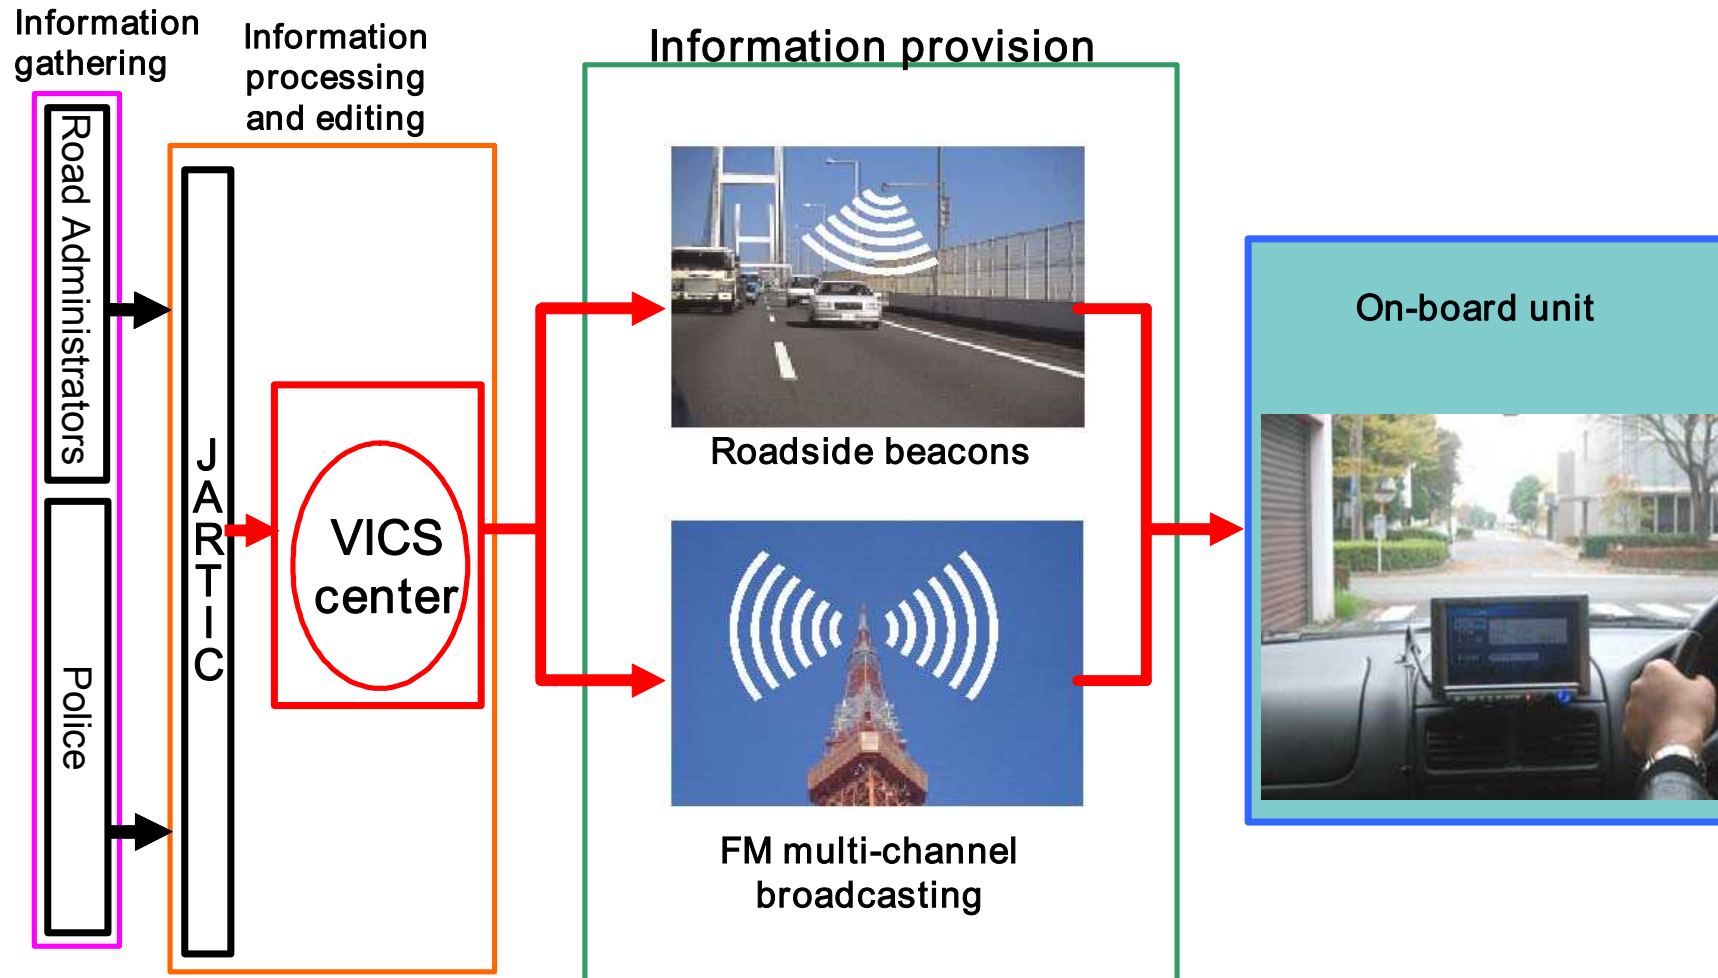 Information
gathering
Information
processing
and editing
Information provision
Road Administrators
Police
JARTIC
VICS
center
Roadside beacons
FM multi-channel
broadcasting
On-board unit